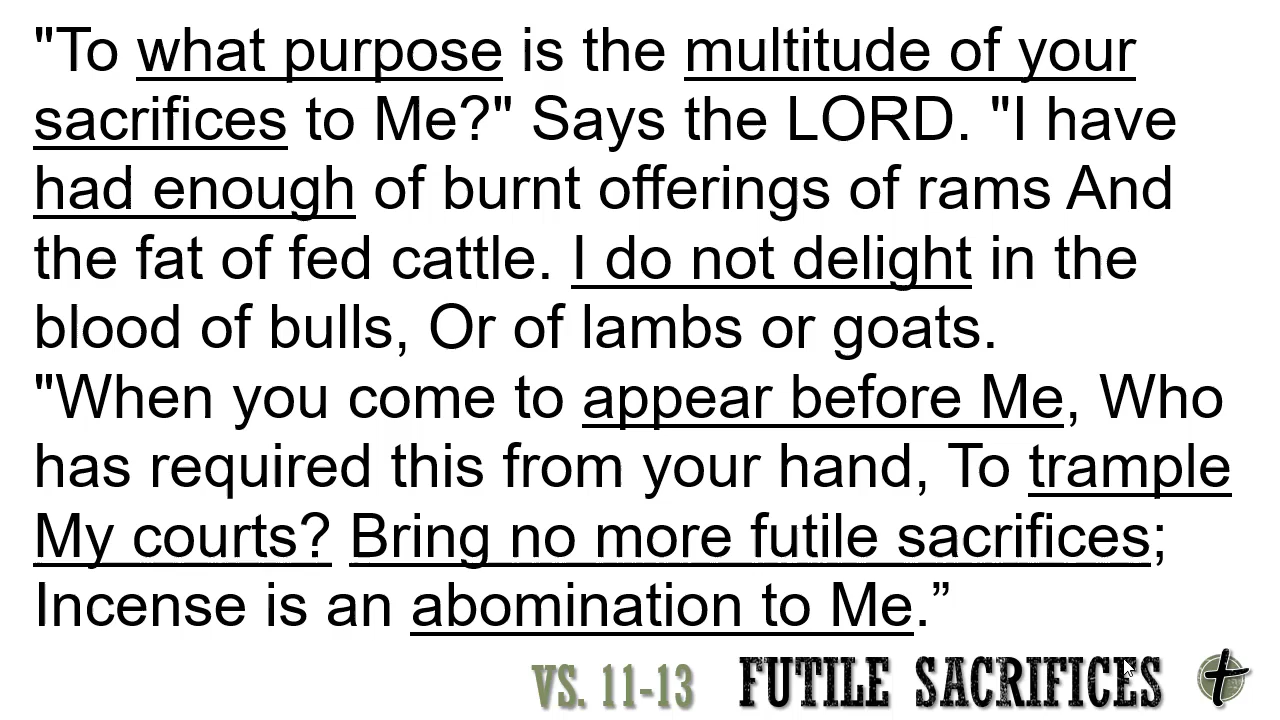 "To what purpose is the multitude of your
sacrifices to Me?" Says the LORD. "I have
had enough of burnt offerings of rams And
the fat of fed cattle. I do not delight in the
blood of bulls, Or of lambs or goats.
"When you come to appear before Me, Who
has required this from your hand, To trample
My courts? Bring no more futile sacrifices;
Incense is an abomination to Me.”
VS. 11-13 FUTILE SACRIFICES